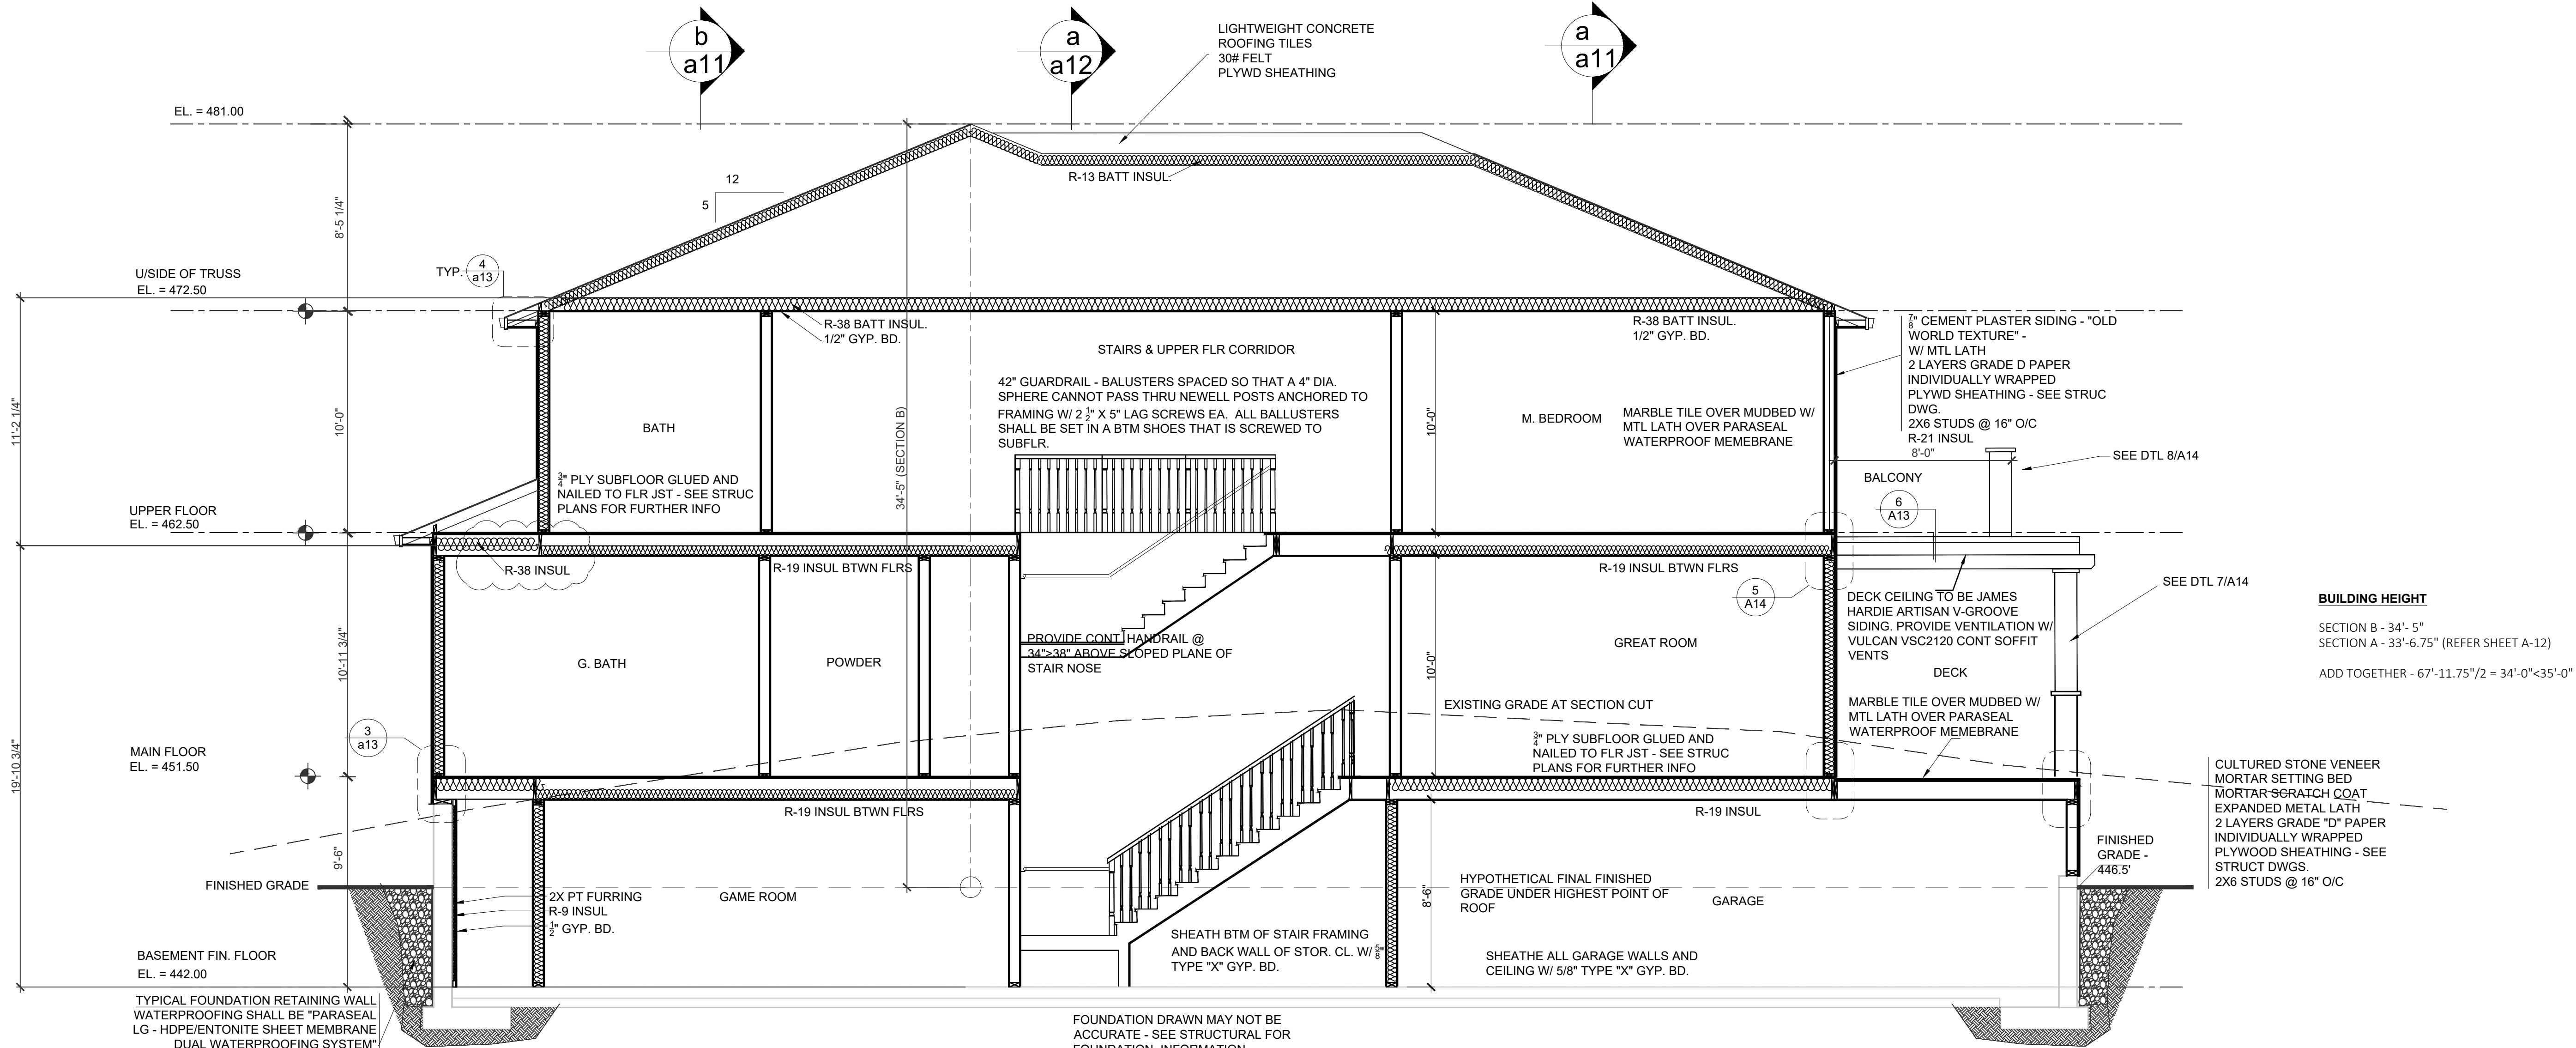 b
a11
a
a12
a
a11
LIGHTWEIGHT CONCRETE
ROOFING TILES
30# FELT
PLYWD SHEATHING
EL. = 481.00
R-13 BATT INSUL.
12
5
8'-5 1/4"
U/SIDE OF TRUSS
EL. = 472.50
TYP.
4
a13
R-38 BATT INSUL.
1/2" GYP. BD.
R-38 BATT INSUL.
1/2" GYP. BD.
STAIRS & UPPER FLR CORRIDOR
42" GUARDRAIL - BALUSTERS SPACED SO THAT A 4" DIA.
SPHERE CANNOT PASS THRU NEWELL POSTS ANCHORED TO
FRAMING W/ 2 1/2" X 5" LAG SCREWS EA. ALL BALLUSTERS
SHALL BE SET IN A BTM SHOES THAT IS SCREWED TO
SUBFLR.
7/8" CEMENT PLASTER SIDING - "OLD
WORLD TEXTURE" -
W/ MTL LATH
2 LAYERS GRADE D PAPER
INDIVIDUALLY WRAPPED
PLYWD SHEATHING - SEE STRUC
DWG.
2X6 STUDS @ 16" O/C
R-21 INSUL
8'-0"
11'-2 1/4"
10'-0"
34'-5" (SECTION B)
10'-0"
BATH
M. BEDROOM
MARBLE TILE OVER MUDBED W/
MTL LATH OVER PARASEAL
WATERPROOF MEMEBRANE
SEE DTL 8/A14
BALCONY
6
A13
3/4" PLY SUBFLOOR GLUED AND
NAILED TO FLR JST - SEE STRUC
PLANS FOR FURTHER INFO
UPPER FLOOR
EL. = 462.50
R-38 INSUL
R-19 INSUL BTWN FLRS
R-19 INSUL BTWN FLRS
5
A14
SEE DTL 7/A14
DECK CEILING TO BE JAMES
HARDIE ARTISAN V-GROOVE
SIDING. PROVIDE VENTILATION W/
VULCAN VSC2120 CONT SOFFIT
VENTS
BUILDING HEIGHT
SECTION B - 34'- 5"
SECTION A - 33'-6.75" (REFER SHEET A-12)
ADD TOGETHER - 67'-11.75"/2 = 34'-0"<35'-0"
10'-11 3/4"
G. BATH
POWDER
PROVIDE CONT. HANDRAIL @
34">38" ABOVE SLOPED PLANE OF
STAIR NOSE
GREAT ROOM
10'-0"
DECK
EXISTING GRADE AT SECTION CUT
MARBLE TILE OVER MUDBED W/
MTL LATH OVER PARASEAL
WATERPROOF MEMEBRANE
3
a13
MAIN FLOOR
EL. = 451.50
19'-10 3/4"
3/4" PLY SUBFLOOR GLUED AND
NAILED TO FLR JST - SEE STRUC
PLANS FOR FURTHER INFO
CULTURED STONE VENEER
MORTAR SETTING BED
MORTAR SCRATCH COAT
EXPANDED METAL LATH
2 LAYERS GRADE "D" PAPER
INDIVIDUALLY WRAPPED
PLYWOOD SHEATHING - SEE
STRUCT DWGS.
2X6 STUDS @ 16" O/C
R-19 INSUL BTWN FLRS
R-19 INSUL
9'-6"
FINISHED
GRADE -
446.5'
FINISHED GRADE
2X PT FURRING
R-9 INSUL
1/2" GYP. BD.
GAME ROOM
8'-6"
HYPOTHETICAL FINAL FINISHED
GRADE UNDER HIGHEST POINT OF
ROOF
GARAGE
SHEATH BTM OF STAIR FRAMING
AND BACK WALL OF STOR. CL. W/ 5/8"
TYPE "X" GYP. BD.
SHEATHE ALL GARAGE WALLS AND
CEILING W/ 5/8" TYPE "X" GYP. BD.
BASEMENT FIN. FLOOR
EL. = 442.00
TYPICAL FOUNDATION RETAINING WALL
WATERPROOFING SHALL BE "PARASEAL
LG - HDPE/ENTONITE SHEET MEMBRANE
DUAL WATERPROOFING SYSTEM"
FOUNDATION DRAWN MAY NOT BE
ACCURATE - SEE STRUCTURAL FOR
FOUNDATION INFORMATION